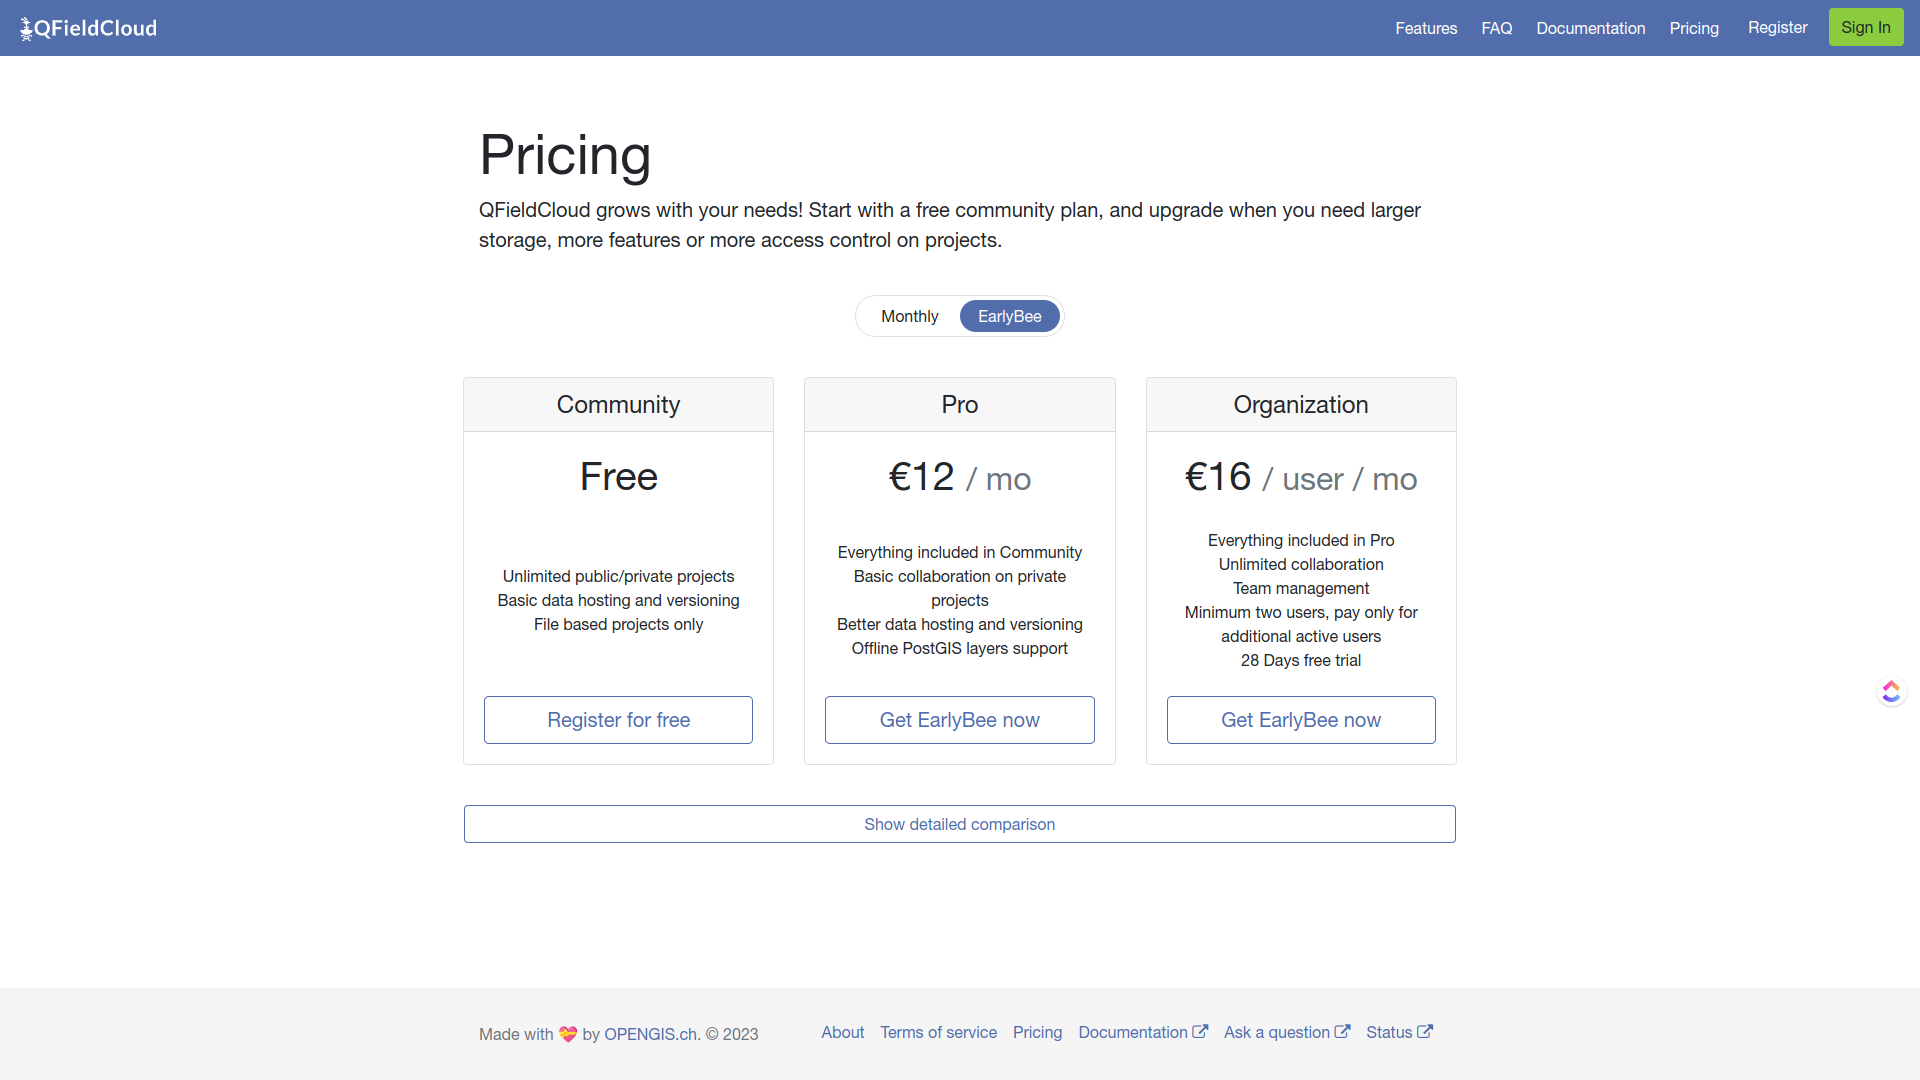 QFieldCloud
Features FAQ Documentation Pricing Register Sign In
Pricing
QFieldCloud grows with your needs! Start with a free community plan, and upgrade when you need larger
storage, more features or more access control on projects.
Monthly EarlyBee
Community
Free
Unlimited public/private projects
Basic data hosting and versioning
File based projects only
Register for free
Pro
€12 / mo
Everything included in Community
Basic collaboration on private
projects
Better data hosting and versioning
Offline PostGIS layers support
Get EarlyBee now
Organization
€16 / user / mo
Everything included in Pro
Unlimited collaboration
Team management
Minimum two users, pay only for
additional active users
28 Days free trial
Get EarlyBee now
Show detailed comparison
Made with 💝 by OPENGIS.ch. © 2023
About Terms of service Pricing Documentation Ask a question Status